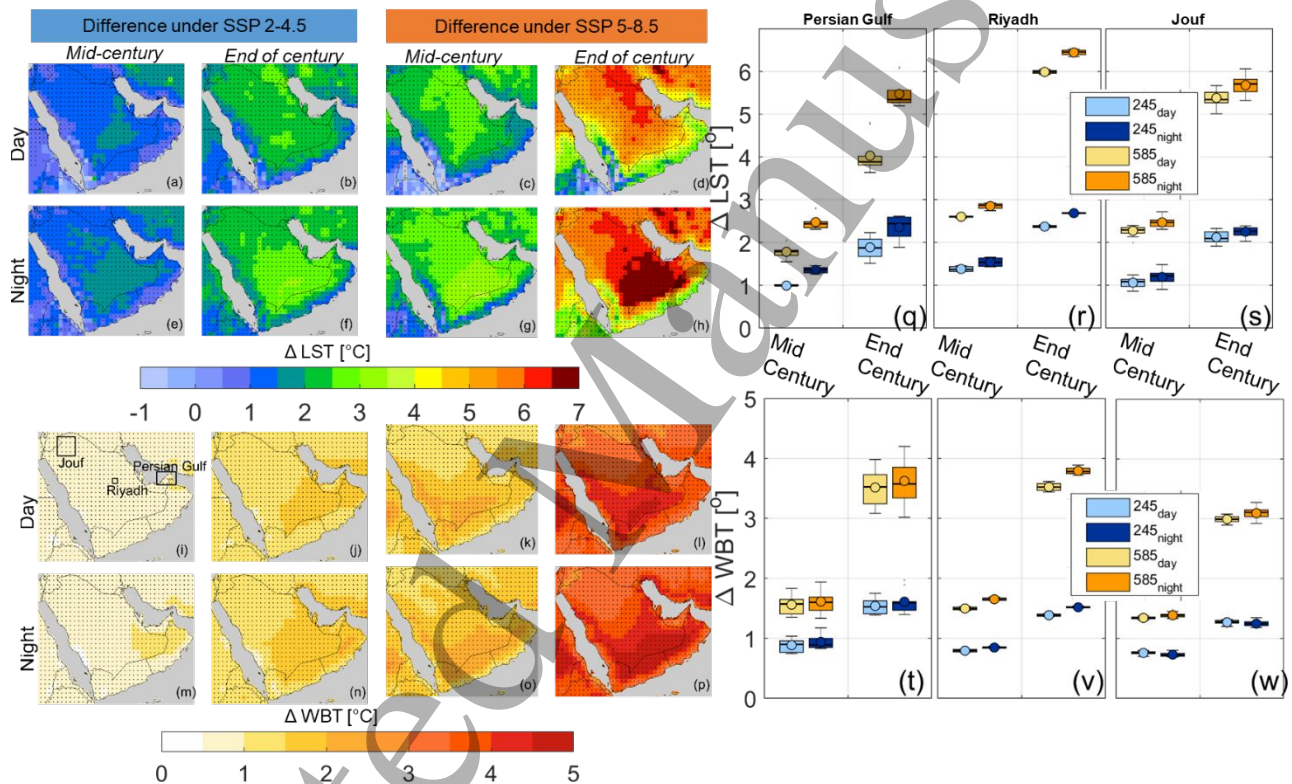 Difference under SSP 2-4.5
Difference under SSP 5-8.5
Mid-century
End of century
Mid-century
End of century
Day
(a)
(b)
(c)
(d)
Night
(e)
(f)
(g)
(h)
Δ LST [°C]
-1 0 1 2 3 4 5 6 7
Day
Jouf
Riyadh
Persian Gulf
(i)
(j)
(k)
(l)
Night
(m)
(n)
(o)
(p)
Δ WBT [°C]
0 1 2 3 4 5
Persian Gulf
Riyadh
Jouf
Δ LST [°]
6
5
4
3
2
1
0
245day
245night
585day
585night
(q)
(r)
(s)
Mid
Century
End
Century
Mid
Century
End
Century
Mid
Century
End
Century
Δ WBT [°]
5
4
3
2
1
0
245day
245night
585day
585night
(t)
(v)
(w)
ted Manus